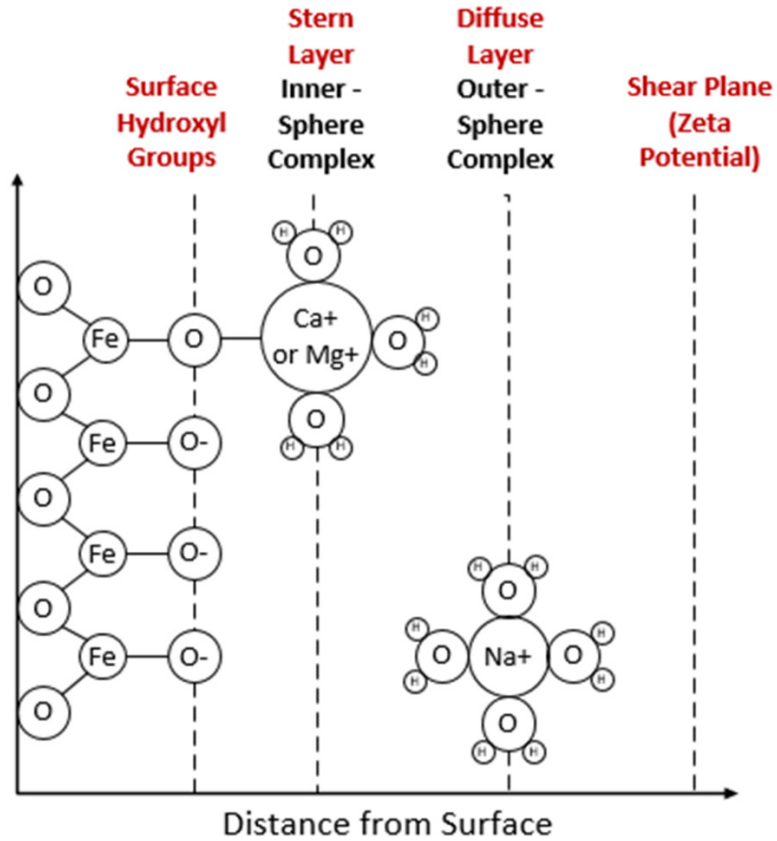 Surface
Hydroxyl
Groups
Stern
Layer
Inner -
Sphere
Complex
Diffuse
Layer
Outer -
Sphere
Complex
Shear Plane
(Zeta
Potential)
H
H
O
O
Fe
O
Ca+
or Mg+
O
H
H
O
O
H
H
Fe
O-
O
Fe
O-
H
H
O
O
H
H
Fe
O-
O
Na+
O
H
H
O
O
H
H
Distance from Surface